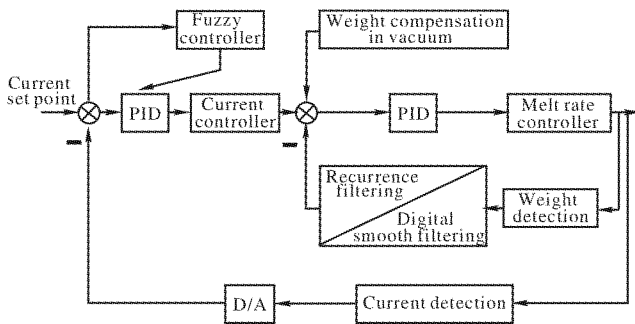 Fuzzy
controller
Weight compensation
in vacuum
Current
set point
PID
Current
controller
PID
Melt rate
controller
Recurrence
filtering
Digital
smooth filtering
Weight
detection
D/A
Current detection